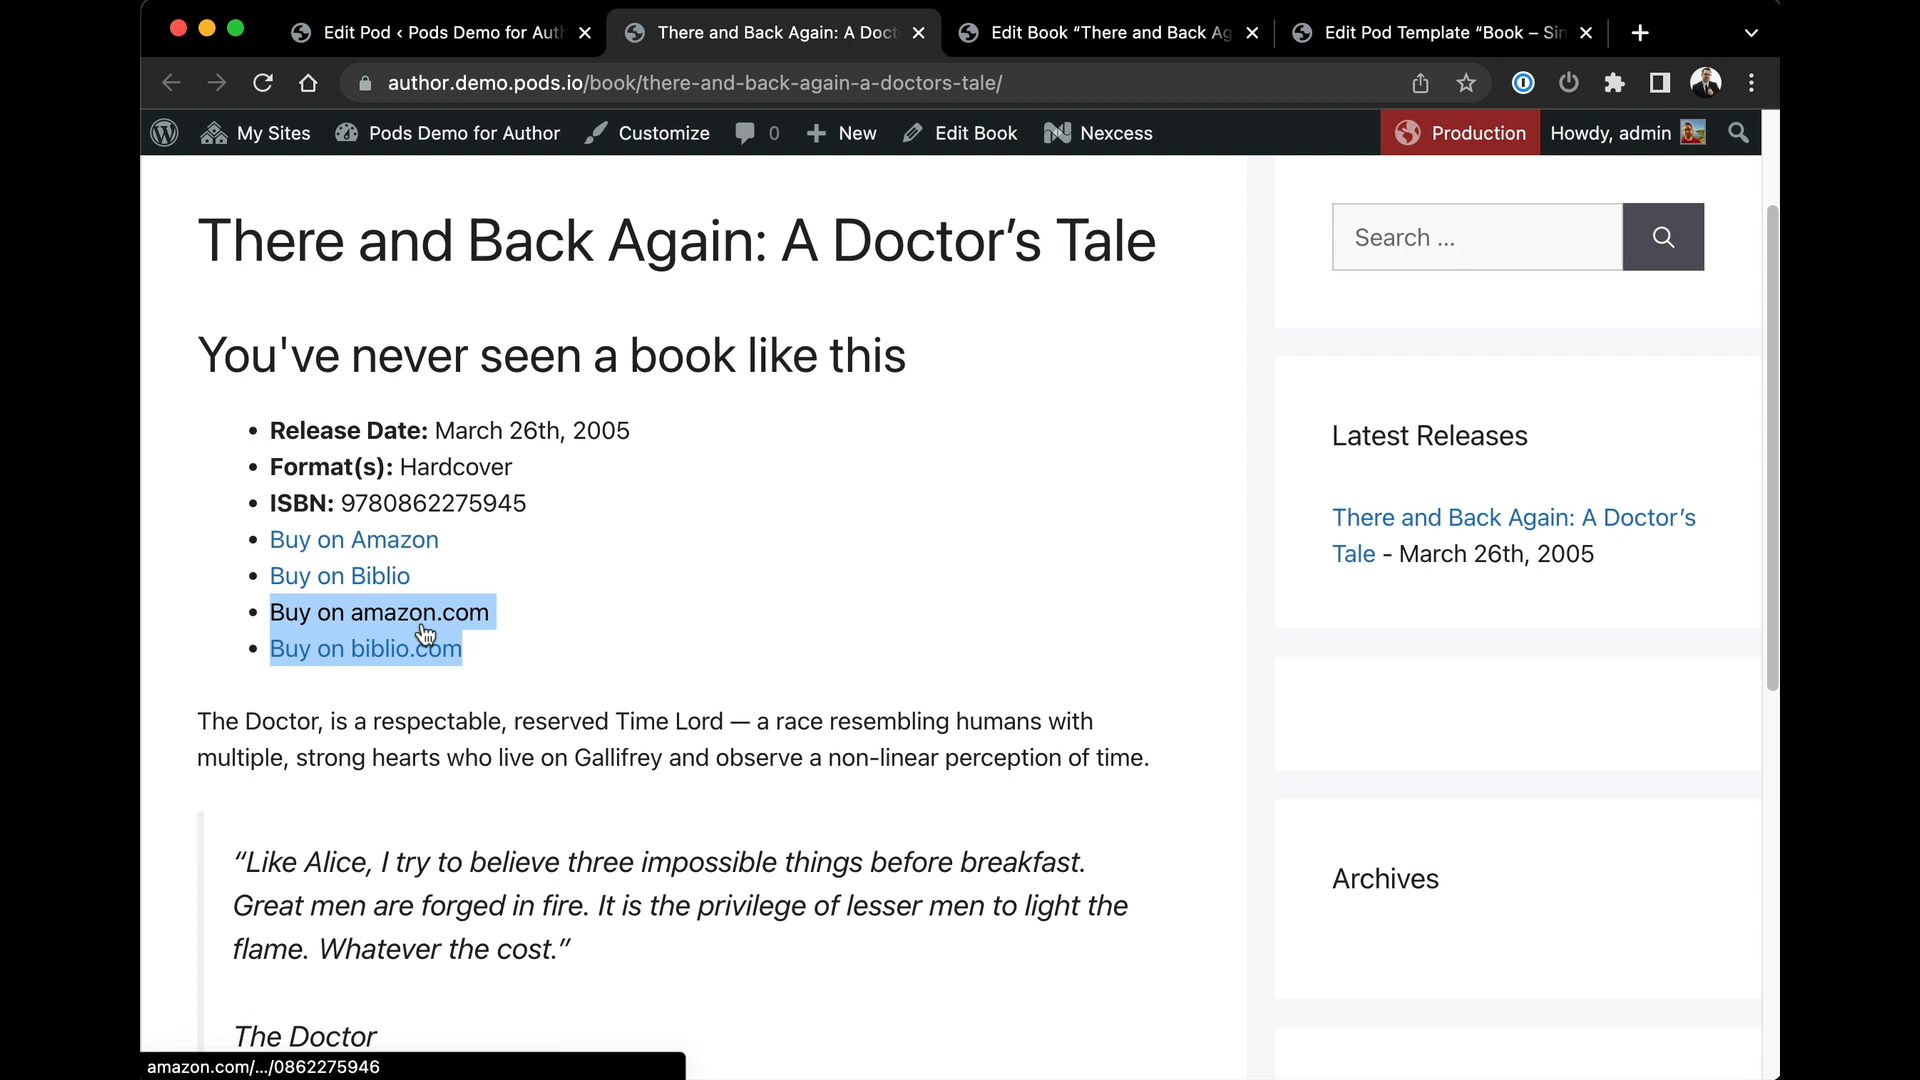 Edit Pod ‹ Pods Demo for Auth
There and Back Again: A Doct
Edit Book “There and Back Ag
Edit Pod Template “Book – Sin
author.demo.pods.io/book/there-and-back-again-a-doctors-tale/
My Sites
Pods Demo for Author
Customize
0
New
Edit Book
Nexcess
Production
Howdy, admin
There and Back Again: A Doctor’s Tale
You've never seen a book like this
Release Date: March 26th, 2005
Format(s): Hardcover
ISBN: 9780862275945
Buy on Amazon
Buy on Biblio
Buy on amazon.com
Buy on biblio.com
The Doctor, is a respectable, reserved Time Lord — a race resembling humans with
multiple, strong hearts who live on Gallifrey and observe a non-linear perception of time.
“Like Alice, I try to believe three impossible things before breakfast.
Great men are forged in fire. It is the privilege of lesser men to light the
flame. Whatever the cost.”
The Doctor
Search ...
Latest Releases
There and Back Again: A Doctor’s
Tale - March 26th, 2005
Archives
amazon.com/.../0862275946